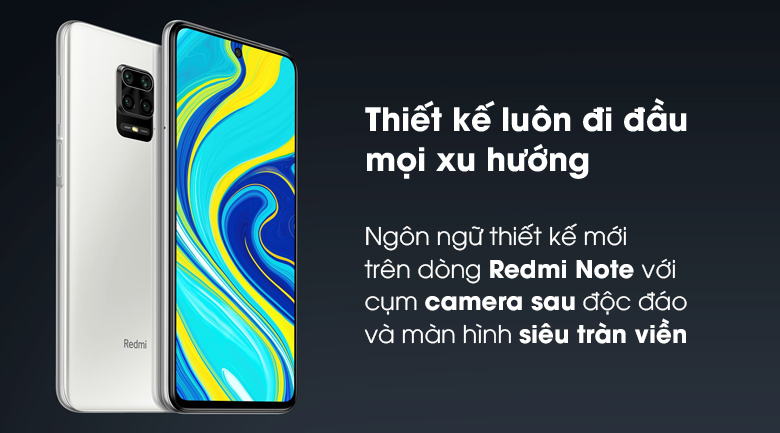 Thiết kế luôn đi đầu
mọi xu hướng
Ngôn ngữ thiết kế mới
trên dòng Redmi Note với
cụm camera sau độc đáo
và màn hình siêu tràn viền
Redmi